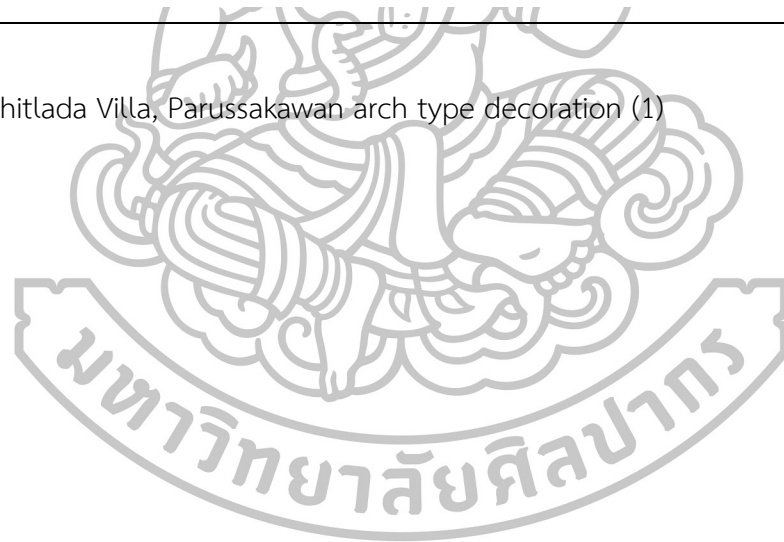 hitlada Villa, Parussakawan arch type decoration (1)
มหาวิทยาลัยศิลปากร